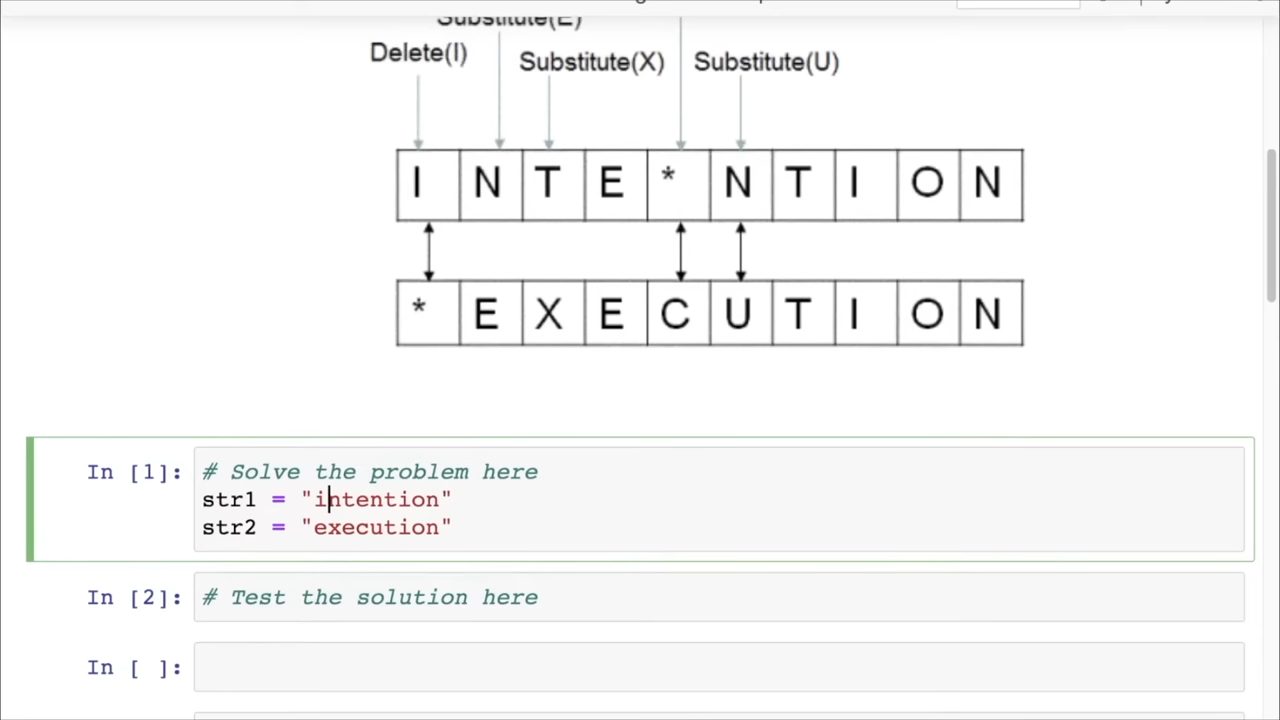 Substitute(E)
Delete(I)
Substitute(X) Substitute(U)
I N T E * N T I O N
* E X E C U T I O N
In [1]: # Solve the problem here
str1 = "intention"
str2 = "execution"
In [2]: # Test the solution here
In [ ]: